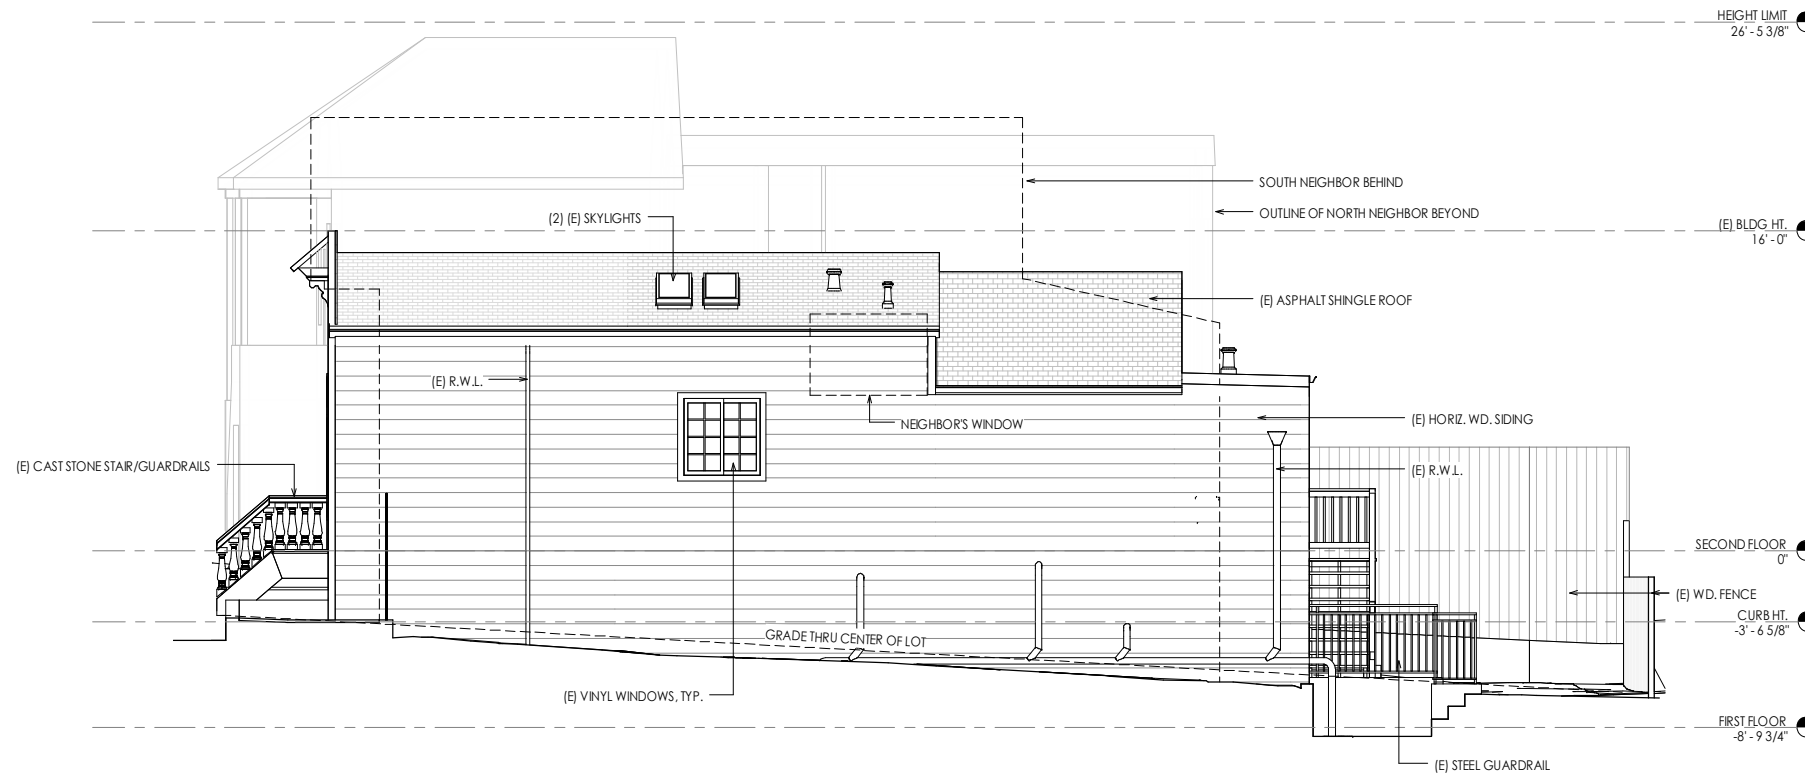 HEIGHT LIMIT
26' - 5 3/8"
SOUTH NEIGHBOR BEHIND
OUTLINE OF NORTH NEIGHBOR BEYOND
(2) (E) SKYLIGHTS
(E) BLDG HT.
16' - 0"
(E) ASPHALT SHINGLE ROOF
(E) R.W.L.
NEIGHBOR'S WINDOW
(E) HORIZ. WD. SIDING
(E) CAST STONE STAIR/GUARDRAILS
(E) R.W.L.
SECOND FLOOR
0"
(E) WD. FENCE
CURB HT.
-3' - 6 5/8"
GRADE THRU CENTER OF LOT
(E) VINYL WINDOWS, TYP.
FIRST FLOOR
-8' - 9 3/4"
(E) STEEL GUARDRAIL